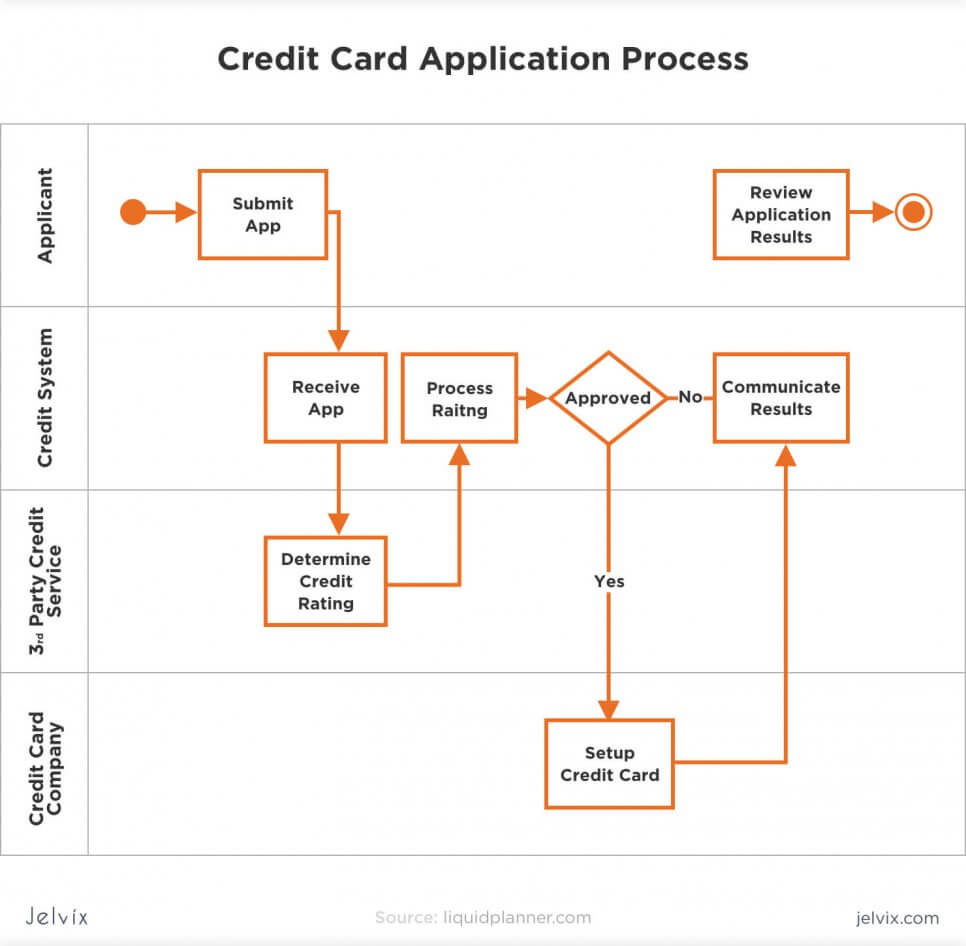 Credit Card Application Process
Applicant
Submit
App
Review
Application
Results
Credit System
Receive
App
Process
Raitng
Approved
No
Communicate
Results
3rd Party Credit
Service
Determine
Credit
Rating
Yes
Credit Card
Company
Setup
Credit Card
Jelvix
Source: liquidplanner.com
jelvix.com